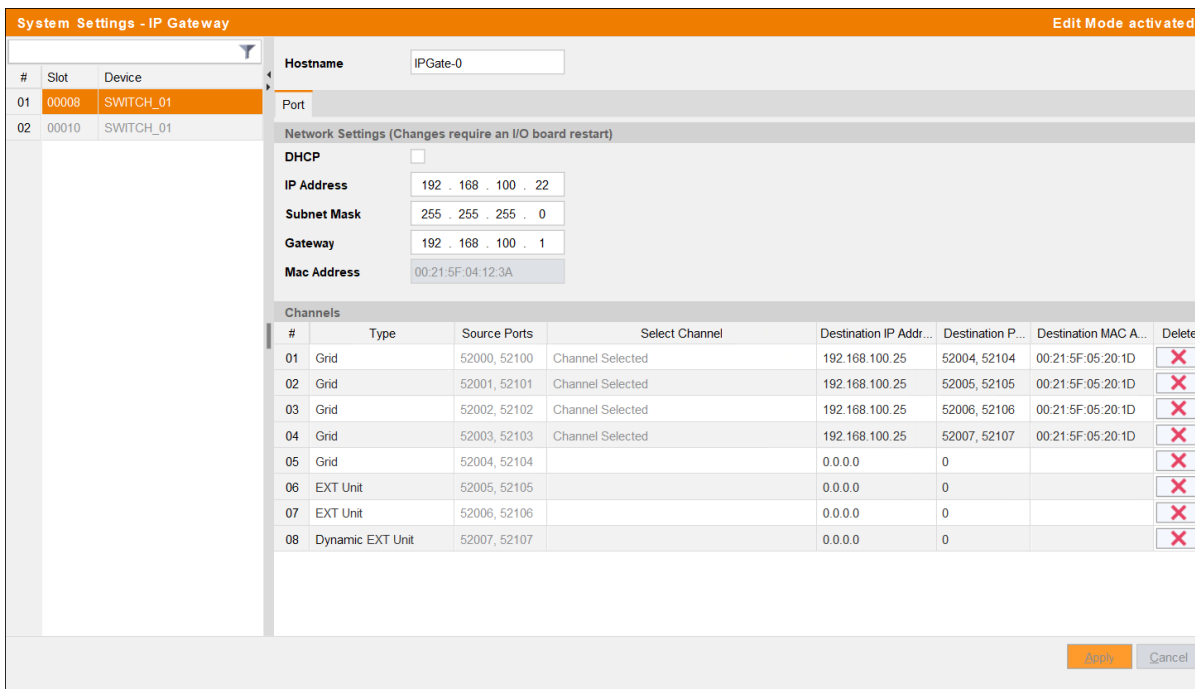 System Settings - IP Gateway Edit Mode activated
# Slot Device
01 00008 SWITCH_01
02 00010 SWITCH_01
Hostname IPGate-0
Port
Network Settings (Changes require an I/O board restart)
DHCP
IP Address 192 . 168 . 100 . 22
Subnet Mask 255 . 255 . 255 . 0
Gateway 192 . 168 . 100 . 1
Mac Address 00:21:5F:04:12:3A
Channels
# Type Source Ports Select Channel Destination IP Addr... Destination P... Destination MAC A... Delete
01 Grid 52000, 52100 Channel Selected 192.168.100.25 52004, 52104 00:21:5F:05:20:1D
02 Grid 52001, 52101 Channel Selected 192.168.100.25 52005, 52105 00:21:5F:05:20:1D
03 Grid 52002, 52102 Channel Selected 192.168.100.25 52006, 52106 00:21:5F:05:20:1D
04 Grid 52003, 52103 Channel Selected 192.168.100.25 52007, 52107 00:21:5F:05:20:1D
05 Grid 52004, 52104 0.0.0.0 0
06 EXT Unit 52005, 52105 0.0.0.0 0
07 EXT Unit 52006, 52106 0.0.0.0 0
08 Dynamic EXT Unit 52007, 52107 0.0.0.0 0
Apply Cancel